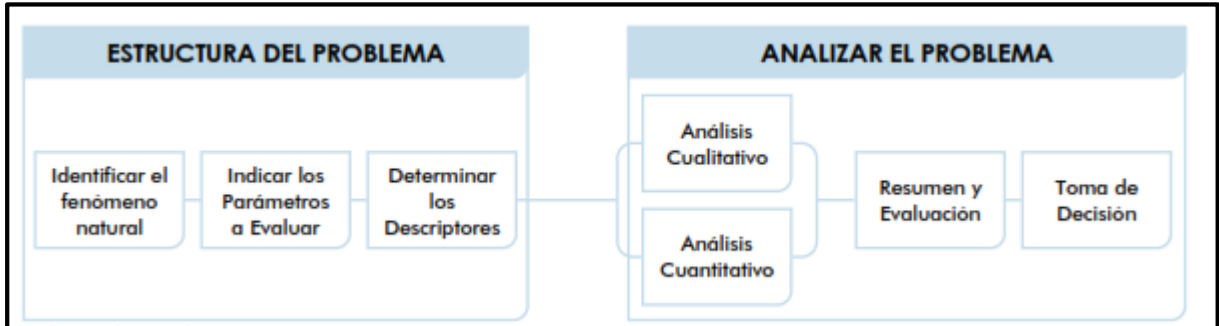 ESTRUCTURA DEL PROBLEMA
Identificar el
fenómeno
natural
Indicar los
Parámetros
a Evaluar
Determinar
los
Descriptores
ANALIZAR EL PROBLEMA
Análisis
Cualitativo
Análisis
Cuantitativo
Resumen y
Evaluación
Toma de
Decisión